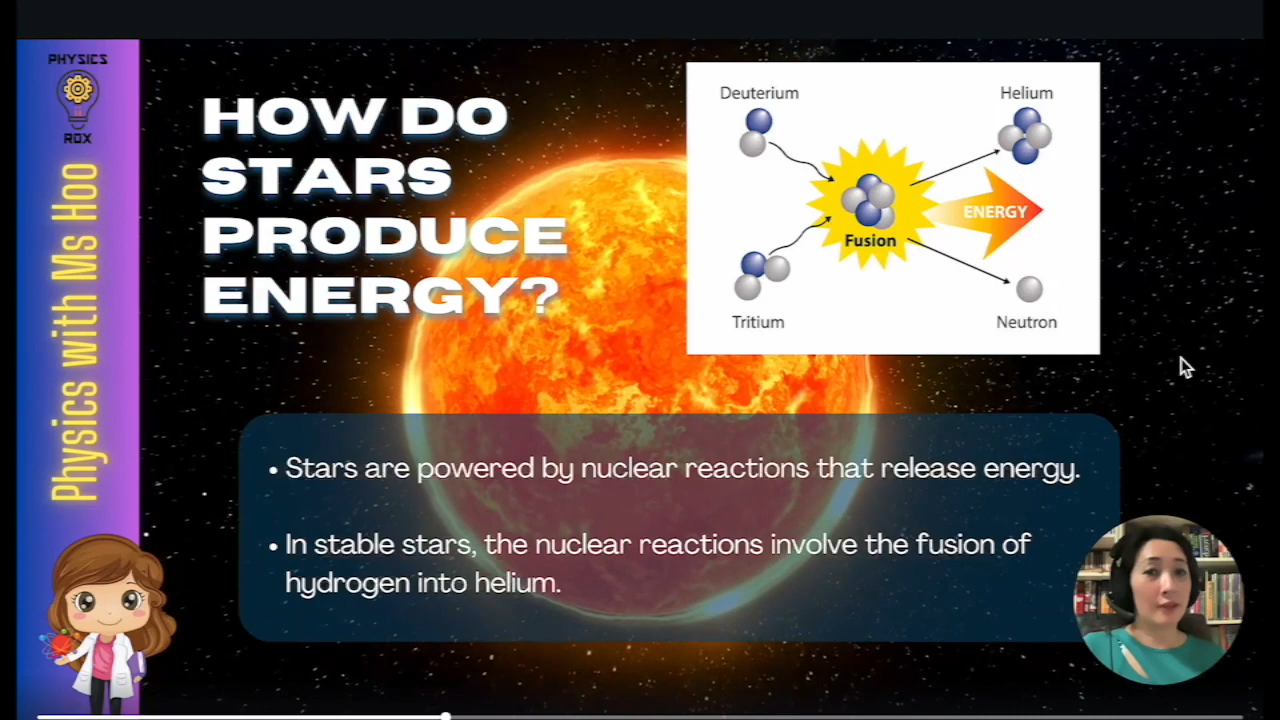 PHYSICS
ROX
Physics with Ms Hoo
HOW DO
STARS
PRODUCE
ENERGY?
Deuterium
Helium
ENERGY
Fusion
Tritium
Neutron
• Stars are powered by nuclear reactions that release energy.
• In stable stars, the nuclear reactions involve the fusion of
hydrogen into helium.